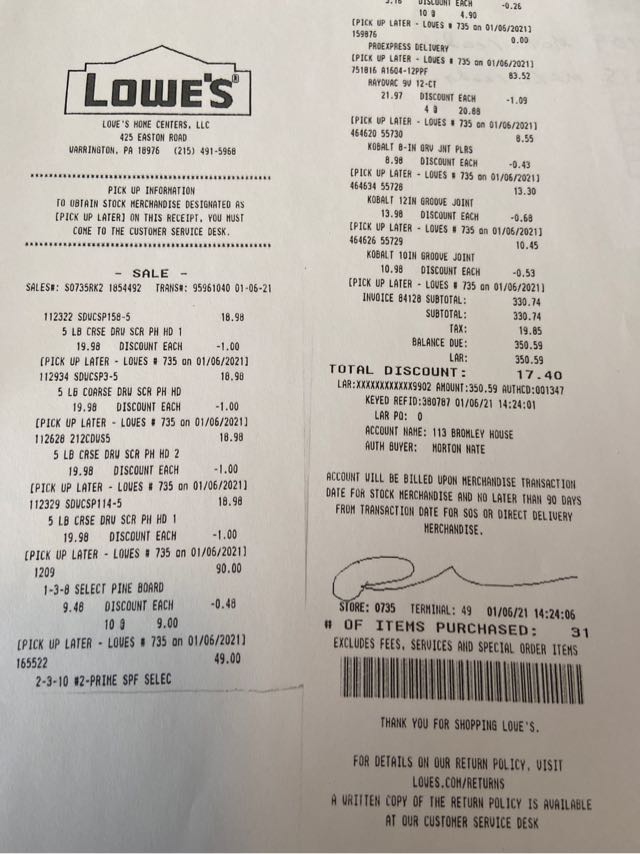 LOWE'S®
LOWE'S HOME CENTERS, LLC
425 EASTON ROAD
WARRINGTON, PA 18976 (215) 491-5968
PICK UP INFORMATION
TO OBTAIN STOCK MERCHANDISE DESIGNATED AS
[PICK UP LATER] ON THIS RECEIPT, YOU MUST
COME TO THE CUSTOMER SERVICE DESK.
- SALE -
SALES#: S0735RK2 1854492 TRANS#: 95961040 01-06-21
112322 SDWCSP158-5 18.98
5 LB CRSE DRW SCR PH HD 1
19.98 DISCOUNT EACH -1.00
[PICK UP LATER - LOWES # 735 on 01/06/2021]
112934 SDWCSP3-5 18.98
5 LB COARSE DRW SCR PH HD
19.98 DISCOUNT EACH -1.00
[PICK UP LATER - LOWES # 735 on 01/06/2021]
112628 212CDWS5 18.98
5 LB CRSE DRW SCR PH HD 2
19.98 DISCOUNT EACH -1.00
[PICK UP LATER - LOWES # 735 on 01/06/2021]
112329 SDWCSP114-5 18.98
5 LB CRSE DRW SCR PH HD 1
19.98 DISCOUNT EACH -1.00
[PICK UP LATER - LOWES # 735 on 01/06/2021]
1209 90.00
1-3-8 SELECT PINE BOARD
9.48 DISCOUNT EACH -0.48
10 @ 9.00
[PICK UP LATER - LOWES # 735 on 01/06/2021]
165522 49.00
2-3-10 #2-PRIME SPF SELEC
5.16 DISCOUNT EACH -0.26
10 @ 4.90
[PICK UP LATER - LOWES # 735 on 01/06/2021]
159876 0.00
PROEXPRESS DELIVERY
[PICK UP LATER - LOWES # 735 on 01/06/2021]
751816 AL604-12PPF 83.52
RAYOVAC 9V 12-CT
21.97 DISCOUNT EACH -1.09
4 @ 20.88
[PICK UP LATER - LOWES # 735 on 01/06/2021]
464620 55730 8.55
KOBALT 8-IN GRV JNT PLRS
8.98 DISCOUNT EACH -0.43
[PICK UP LATER - LOWES # 735 on 01/06/2021]
464634 55728 13.30
KOBALT 12IN GROOVE JOINT
13.98 DISCOUNT EACH -0.68
[PICK UP LATER - LOWES # 735 on 01/06/2021]
464626 55729 10.45
KOBALT 10IN GROOVE JOINT
10.98 DISCOUNT EACH -0.53
[PICK UP LATER - LOWES # 735 on 01/06/2021]
INVOICE 84128 SUBTOTAL: 330.74
SUBTOTAL: 330.74
TAX: 19.85
BALANCE DUE: 350.59
LAR: 350.59
TOTAL DISCOUNT: 17.40
LAR:XXXXXXXXXXXX9902 AMOUNT:350.59 AUTHCD:001347
KEYED REFID:380787 01/06/21 14:24:01
LAR PO: 0
ACCOUNT NAME: 113 BROMLEY HOUSE
AUTH BUYER: MORTON NATE
ACCOUNT WILL BE BILLED UPON MERCHANDISE TRANSACTION
DATE FOR STOCK MERCHANDISE AND NO LATER THAN 90 DAYS
FROM TRANSACTION DATE FOR SOS OR DIRECT DELIVERY
MERCHANDISE.
STORE: 0735 TERMINAL: 49 01/06/21 14:24:06
# OF ITEMS PURCHASED: 31
EXCLUDES FEES, SERVICES AND SPECIAL ORDER ITEMS
THANK YOU FOR SHOPPING LOWE'S.
FOR DETAILS ON OUR RETURN POLICY, VISIT
LOWES.COM/RETURNS
A WRITTEN COPY OF THE RETURN POLICY IS AVAILABLE
AT OUR CUSTOMER SERVICE DESK